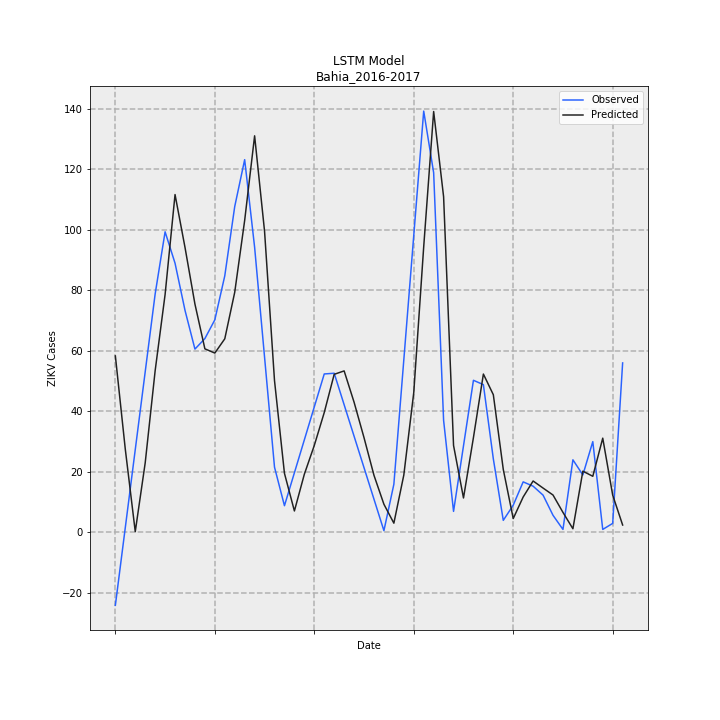 LSTM Model
Bahia_2016-2017
Observed
Predicted
140
120
100
80
60
40
20
0
−20
ZIKV Cases
Date